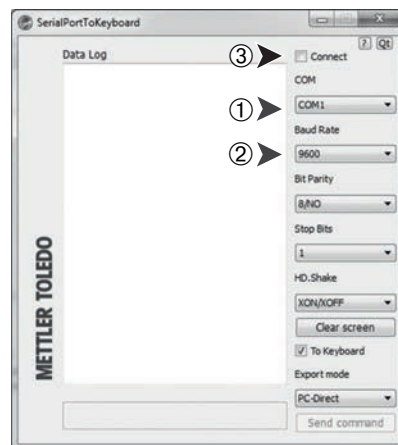 SerialPortToKeyboard
? Qt
Data Log
③
Connect
COM
①
COM1
Baud Rate
②
9600
Bit Parity
8/NO
Stop Bits
1
HD.Shake
XON/XOFF
Clear screen
To Keyboard
Export mode
PC-Direct
Send command
METTLER TOLEDO